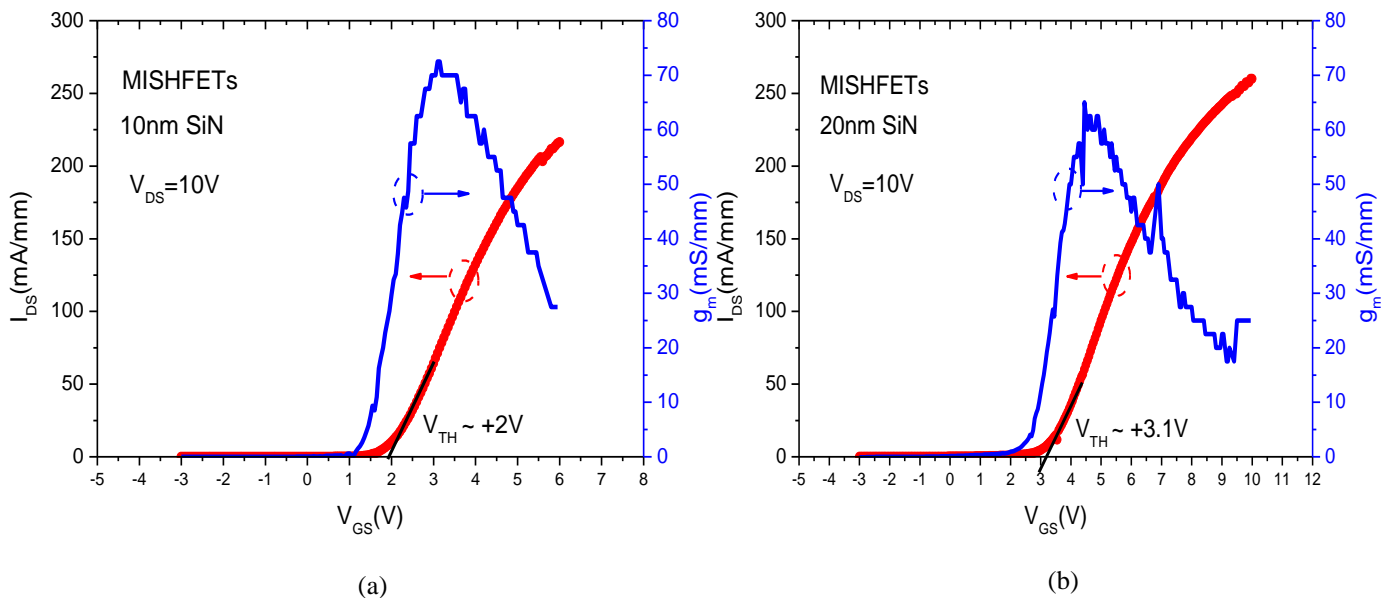 300
250
200
150
100
50
0
I_DS(mA/mm)
MISHFETs
10nm SiN
V_DS=10V
V_TH ~ +2V
80
70
60
50
40
30
20
10
0
g_m(mS/mm)
-5 -4 -3 -2 -1 0 1 2 3 4 5 6 7 8
V_GS(V)
(a)
300
250
200
150
100
50
0
I_DS(mA/mm)
MISHFETs
20nm SiN
V_DS=10V
V_TH ~ +3.1V
80
70
60
50
40
30
20
10
0
g_m(mS/mm)
-5 -4 -3 -2 -1 0 1 2 3 4 5 6 7 8 9 10 11 12
V_GS(V)
(b)